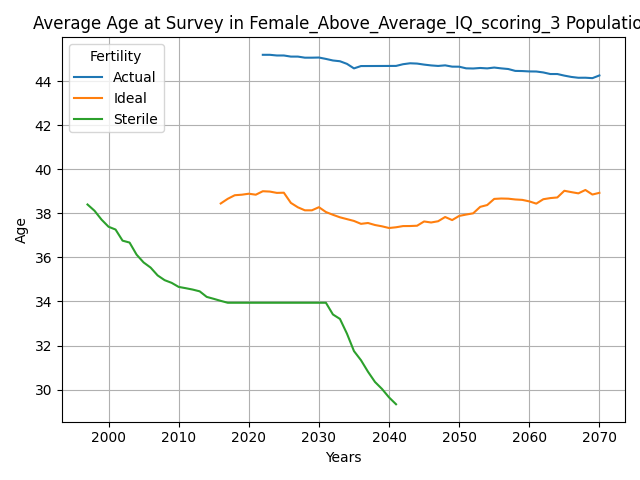 Average Age at Survey in Female_Above_Average_IQ_scoring_3 Populatio
Fertility
Actual
Ideal
Sterile
44
42
40
38
36
34
32
30
Age
2000 2010 2020 2030 2040 2050 2060 2070
Years